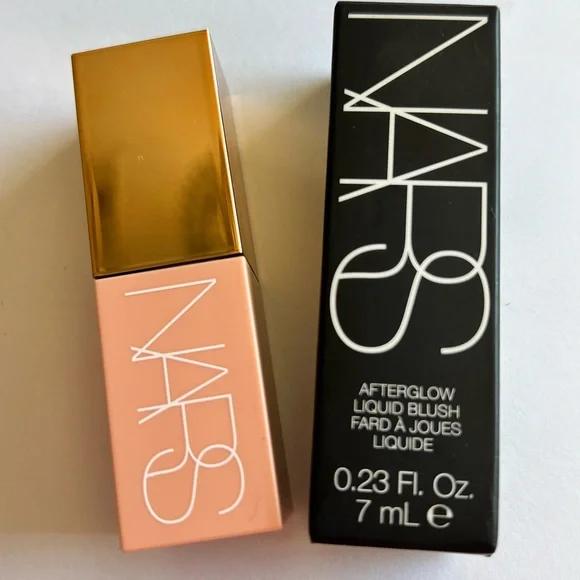 NARS
NARS
AFTERGLOW
LIQUID BLUSH
FARD À JOUES
LIQUIDE
0.23 Fl. Oz.
7 mL ℮